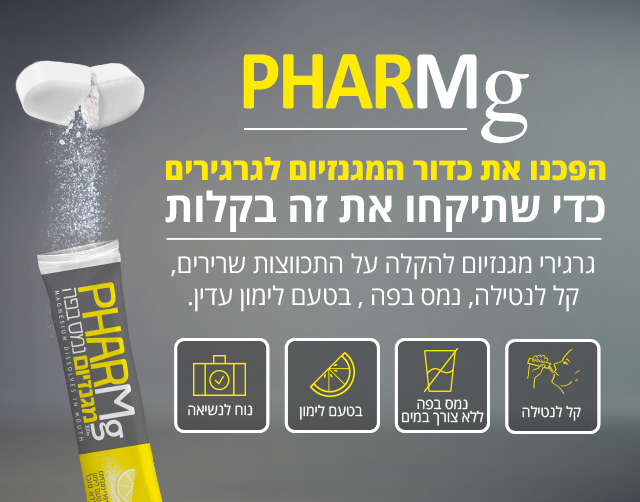 PHARMg
הפכנו את כדור המגנזיום לגרגירים
כדי שתיקחו את זה בקלות
גרגירי מגנזיום להקלה על התכווצות שרירים,
קל לנטילה, נמס בפה , בטעם לימון עדין.
קל לנטילה
נמס בפה
ללא צורך במים
בטעם לימון
נוח לנשיאה
PHARMg
מגנזיום נמס בפה
MAGNESIUM DISSOLVES IN MOUTH